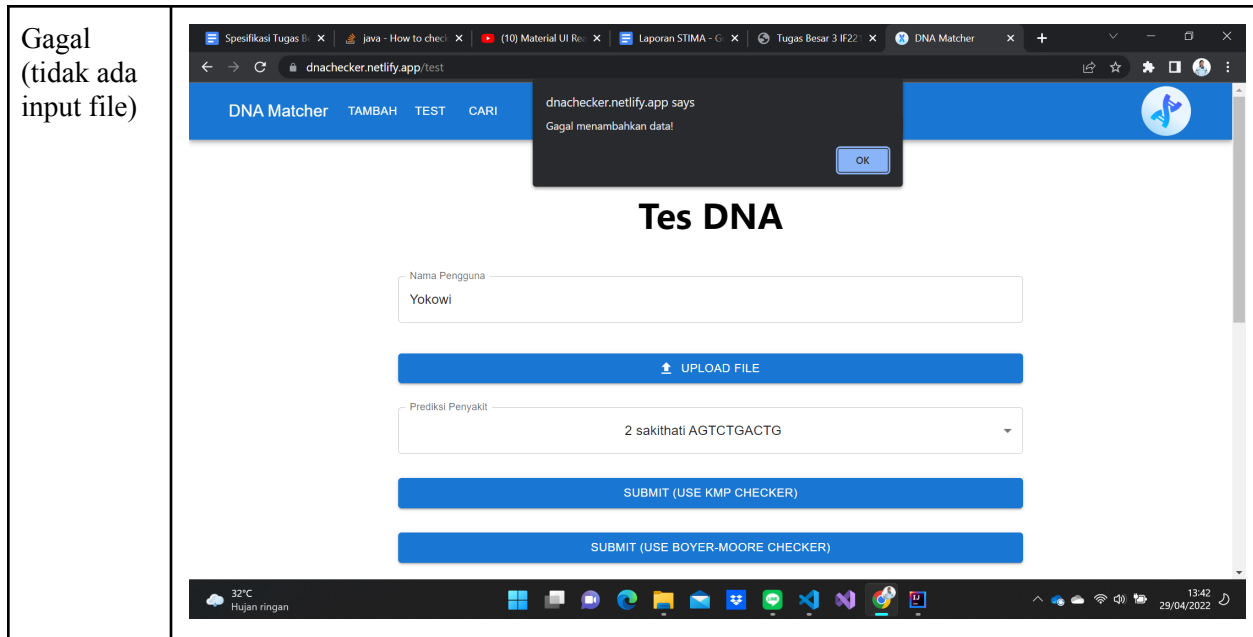 Gagal
(tidak ada
input file)
Spesifikasi Tugas B
java - How to chec
(10) Material UI Re
Laporan STIMA - G
Tugas Besar 3 IF221
DNA Matcher
dnachecker.netlify.app/test
DNA Matcher TAMBAH TEST CARI
dnachecker.netlify.app says
Gagal menambahkan data!
OK
Tes DNA
Nama Pengguna
Yokowi
UPLOAD FILE
Prediksi Penyakit
2 sakithati AGTCTGACTG
SUBMIT (USE KMP CHECKER)
SUBMIT (USE BOYER-MOORE CHECKER)
32°C
Hujan ringan
13:42
29/04/2022